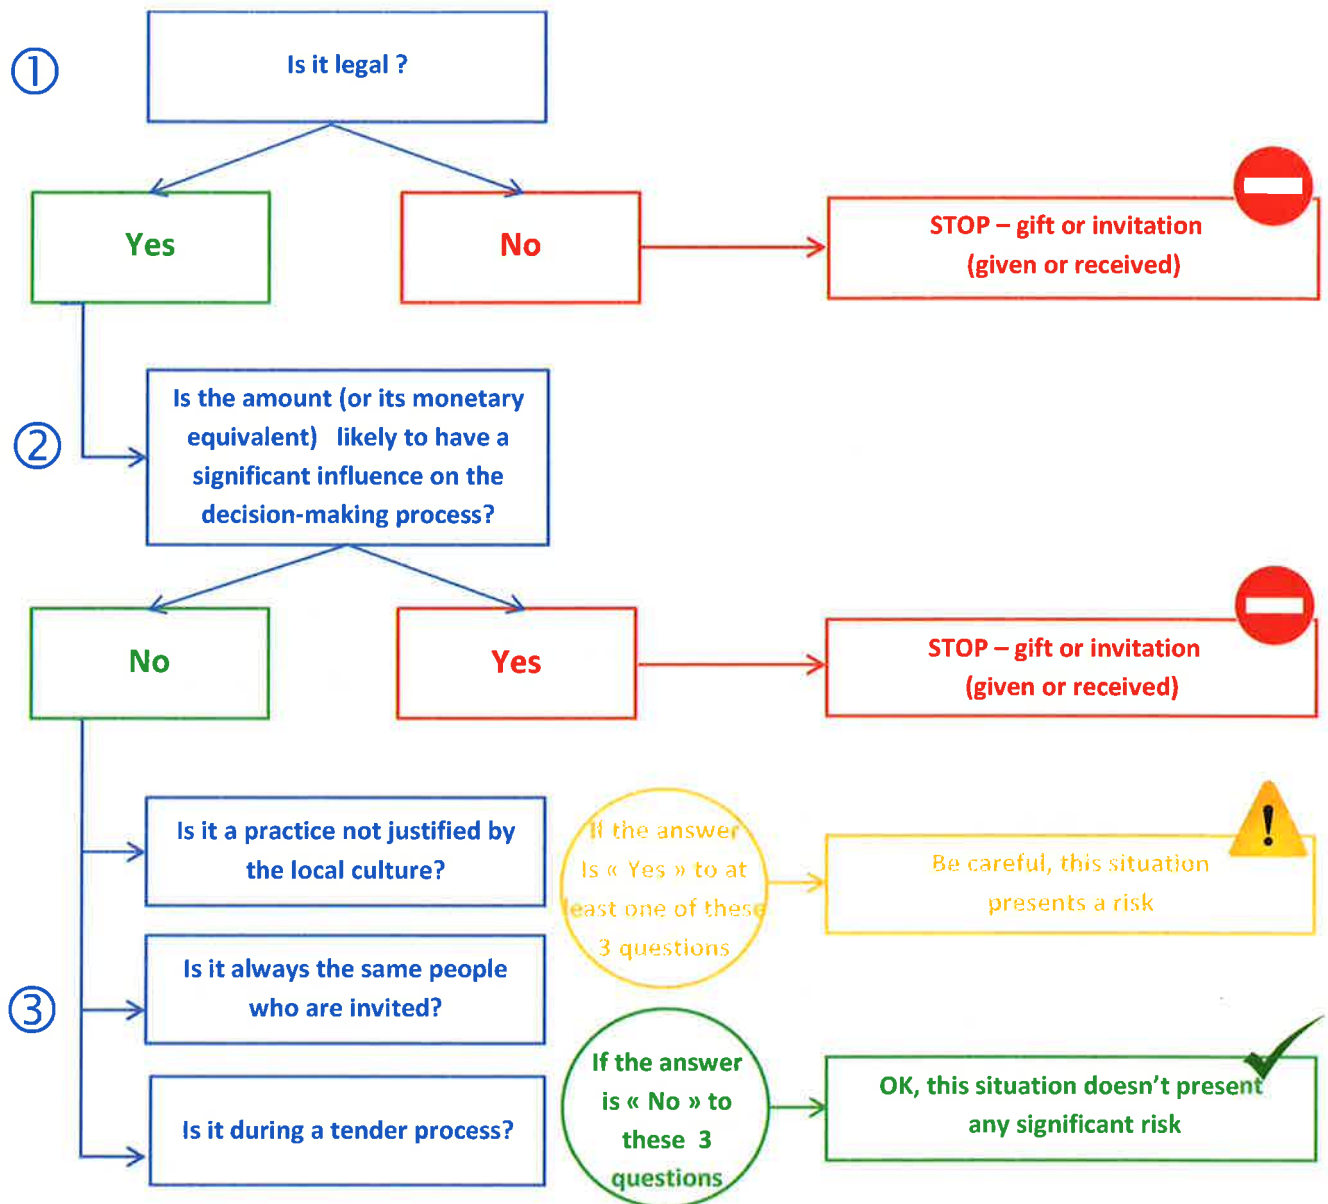 ①
Is it legal ?
Yes
No
STOP – gift or invitation
(given or received)
②
Is the amount (or its monetary
equivalent) likely to have a
significant influence on the
decision-making process?
No
Yes
STOP – gift or invitation
(given or received)
③
Is it a practice not justified by
the local culture?
Is it always the same people
who are invited?
Is it during a tender process?
If the answer
Is « Yes » to at
least one of these
3 questions
!
Be careful, this situation
presents a risk
If the answer
is « No » to
these 3
questions
OK, this situation doesn't present
any significant risk